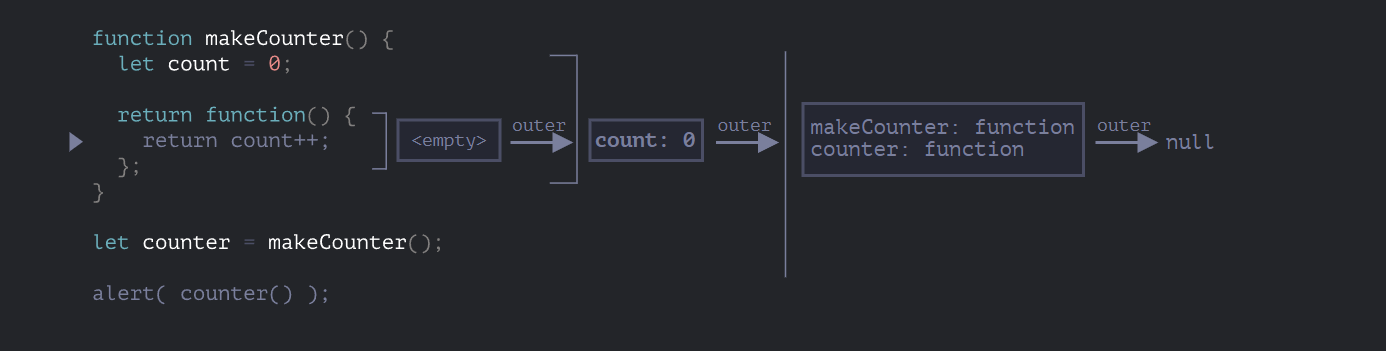 function makeCounter() {
let count = 0;
return function() {
return count++;
};
}
let counter = makeCounter();
alert( counter() );
<empty>
outer
count: 0
outer
makeCounter: function
counter: function
outer
null